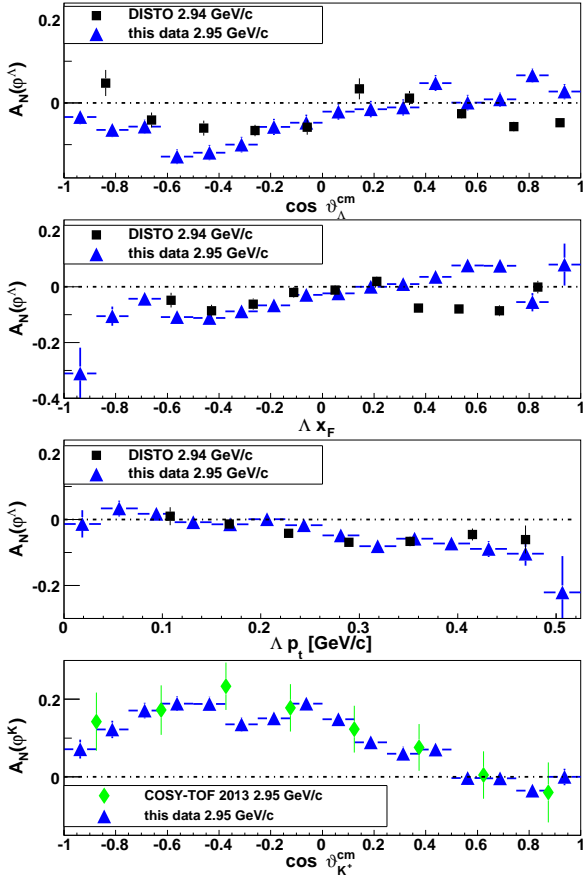 A_N(φ^Λ)
DISTO 2.94 GeV/c
this data 2.95 GeV/c
0.2
0
-1 -0.8 -0.6 -0.4 -0.2 0 0.2 0.4 0.6 0.8 1
cos ϑ_Λ^cm
A_N(φ^Λ)
DISTO 2.94 GeV/c
this data 2.95 GeV/c
0.2
0
-0.2
-0.4
-1 -0.8 -0.6 -0.4 -0.2 0 0.2 0.4 0.6 0.8 1
Λ x_F
A_N(φ^Λ)
DISTO 2.94 GeV/c
this data 2.95 GeV/c
0.2
0
-0.2
0 0.1 0.2 0.3 0.4 0.5
Λ p_t [GeV/c]
A_N(φ^K)
0.2
0
COSY-TOF 2013 2.95 GeV/c
this data 2.95 GeV/c
-1 -0.8 -0.6 -0.4 -0.2 0 0.2 0.4 0.6 0.8 1
cos ϑ_K⁺^cm